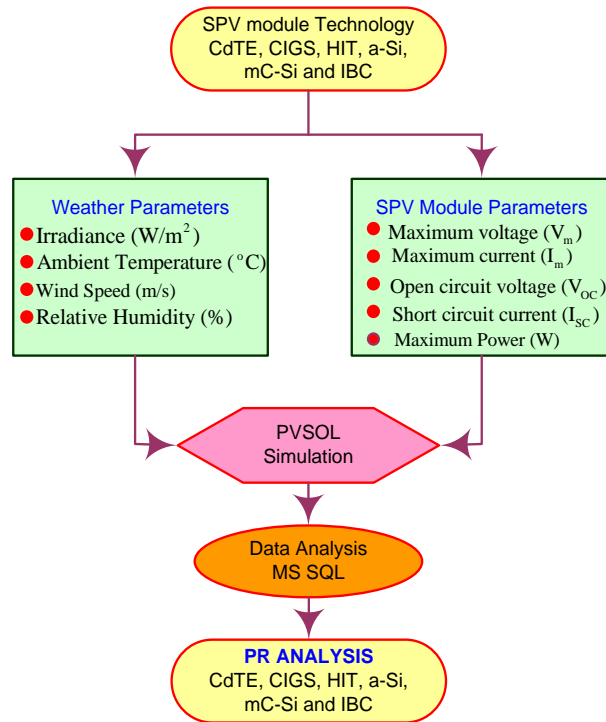 SPV module Technology
CdTE, CIGS, HIT, a-Si,
mC-Si and IBC
Weather Parameters
Irradiance (W/m²)
Ambient Temperature (°C)
Wind Speed (m/s)
Relative Humidity (%)
SPV Module Parameters
Maximum voltage (Vm)
Maximum current (Im)
Open circuit voltage (VOC)
Short circuit current (ISC)
Maximum Power (W)
PVSOL
Simulation
Data Analysis
MS SQL
PR ANALYSIS
CdTE, CIGS, HIT, a-Si,
mC-Si and IBC